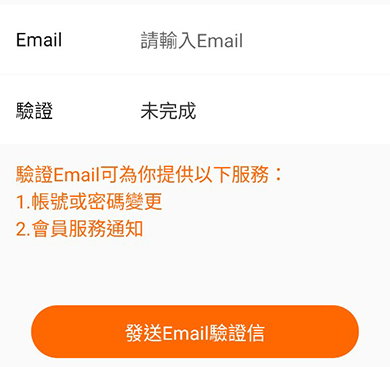 Email 請輸入Email
驗證 未完成
驗證Email可為你提供以下服務：
1.帳號或密碼變更
2.會員服務通知
發送Email驗證信